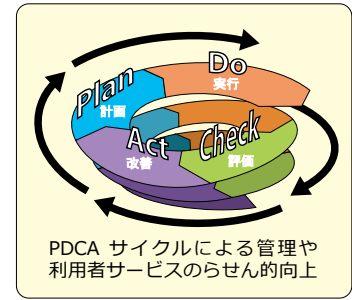 Plan
計画
Do
実行
Check
評価
Act
改善
PDCA サイクルによる管理や
利用者サービスのらせん的向上